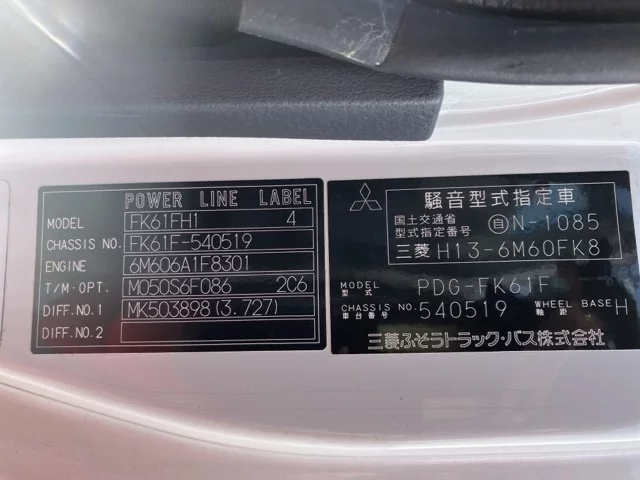 POWER LINE LABEL
MODEL FK61FH1 4
CHASSIS NO. FK61F-540519
ENGINE 6M606A1F8301
T/M·OPT. M050S6F086 2C6
DIFF.NO.1 MK503898(3.727)
DIFF.NO.2
騒音型式指定車
国土交通省
型式指定番号 自N-1085
三菱 H13-6M60FK8
MODEL
型式 PDG-FK61F
CHASSIS NO.
車台番号 540519 WHEEL BASE
軸距 H
三菱ふそうトラック・バス株式会社